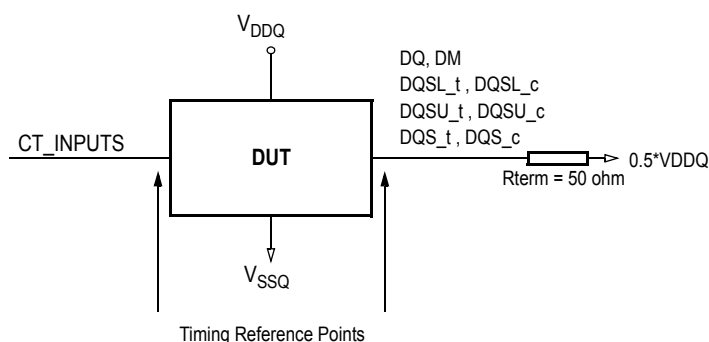 VDDQ
DQ, DM
DQSL_t , DQSL_c
DQSU_t , DQSU_c
DQS_t , DQS_c
CT_INPUTS
DUT
0.5*VDDQ
Rterm = 50 ohm
VSSQ
Timing Reference Points